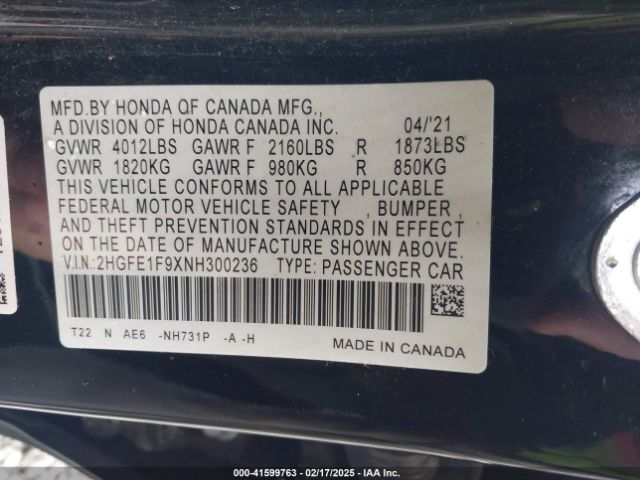 MFD.BY HONDA OF CANADA MFG.,
A DIVISION OF HONDA CANADA INC. 04/'21
GVWR 4012LBS GAWR F 2160LBS R 1873LBS
GVWR 1820KG GAWR F 980KG R 850KG
THIS VEHICLE CONFORMS TO ALL APPLICABLE
FEDERAL MOTOR VEHICLE SAFETY , BUMPER ,
AND THEFT PREVENTION STANDARDS IN EFFECT
ON THE DATE OF MANUFACTURE SHOWN ABOVE.
V.I.N.:2HGFE1F9XNH300236 TYPE: PASSENGER CAR
T22 N AE6 -NH731P -A -H
MADE IN CANADA
000-41599763 - 02/17/2025 - IAA Inc.